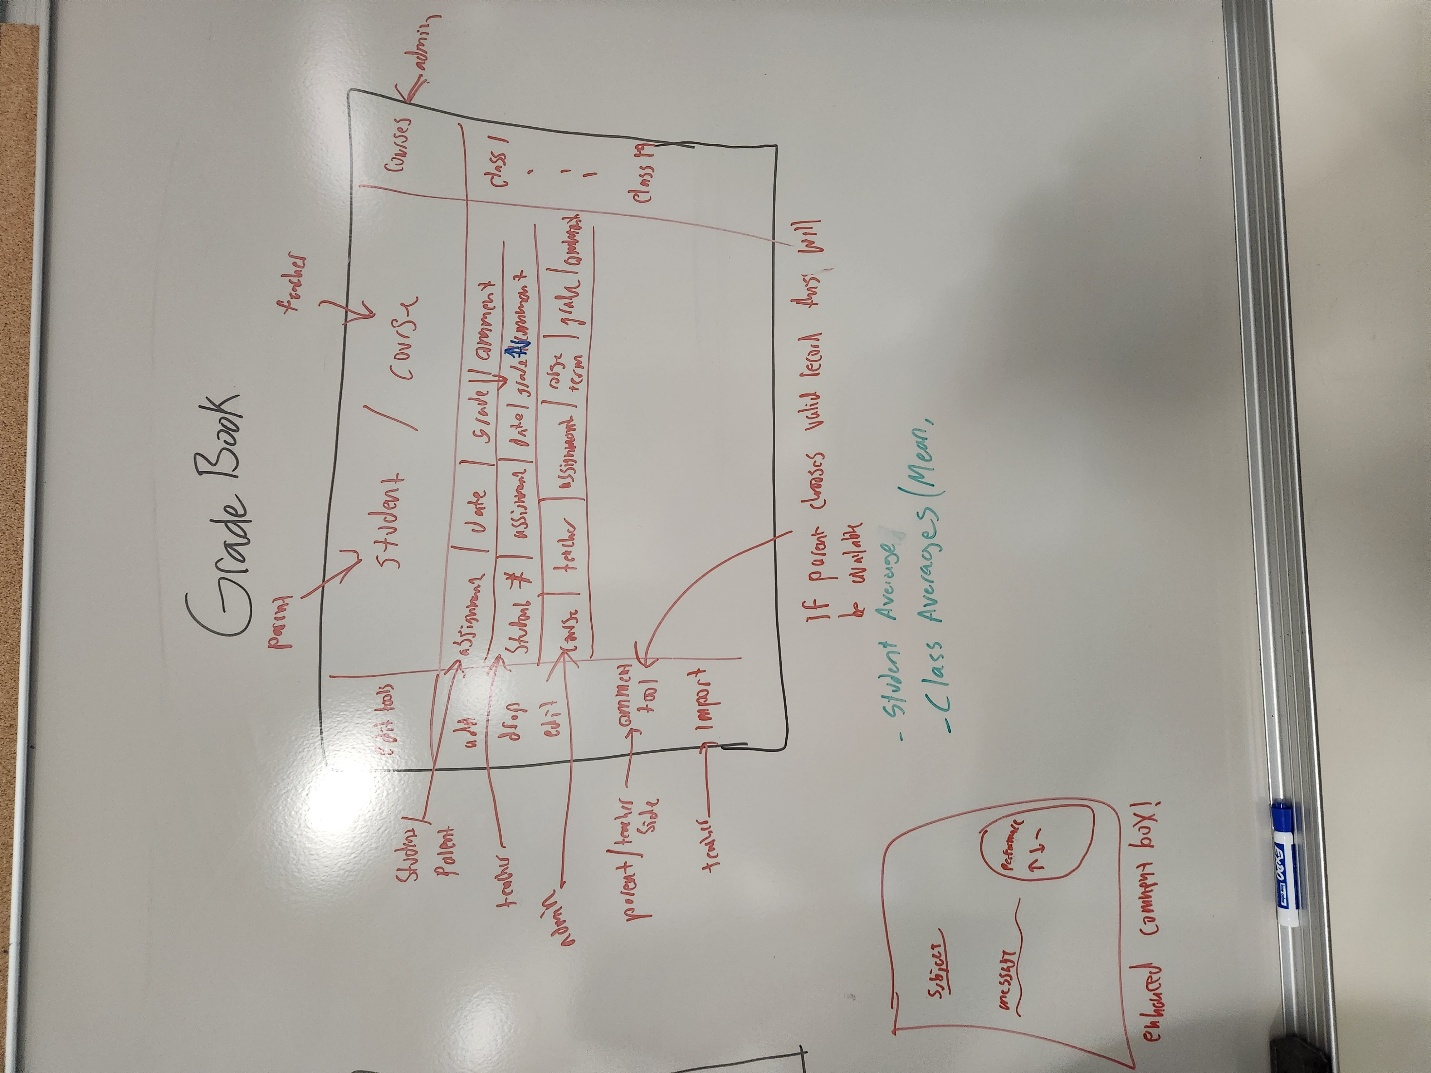 Grade Book
parent
teacher
admin
edit tools
student / course
courses
Student/
Parent
add
assignment | date | grade | comment
class 1
teacher
drop
student # | assignment | date | grade | comment
admin
edit
course | teacher | assignment | term | grade | comment
parent/teacher
side
comment
tool
class
teacher
import
If parent chooses valid record this will
be available
- Student Average
- Class Averages (Mean,
Subject
message
Performance
↑ ↓ -
enhanced comment box!
EXPO